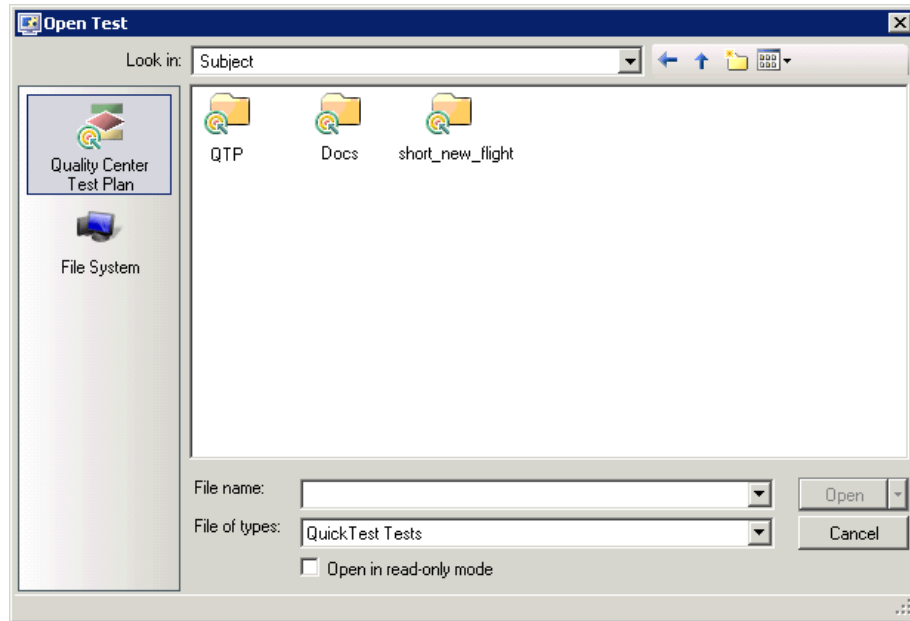 Open Test
Look in: Subject
QTP
Docs
short_new_flight
Quality Center
Test Plan
File System
File name:
Open
File of types: QuickTest Tests
Cancel
Open in read-only mode